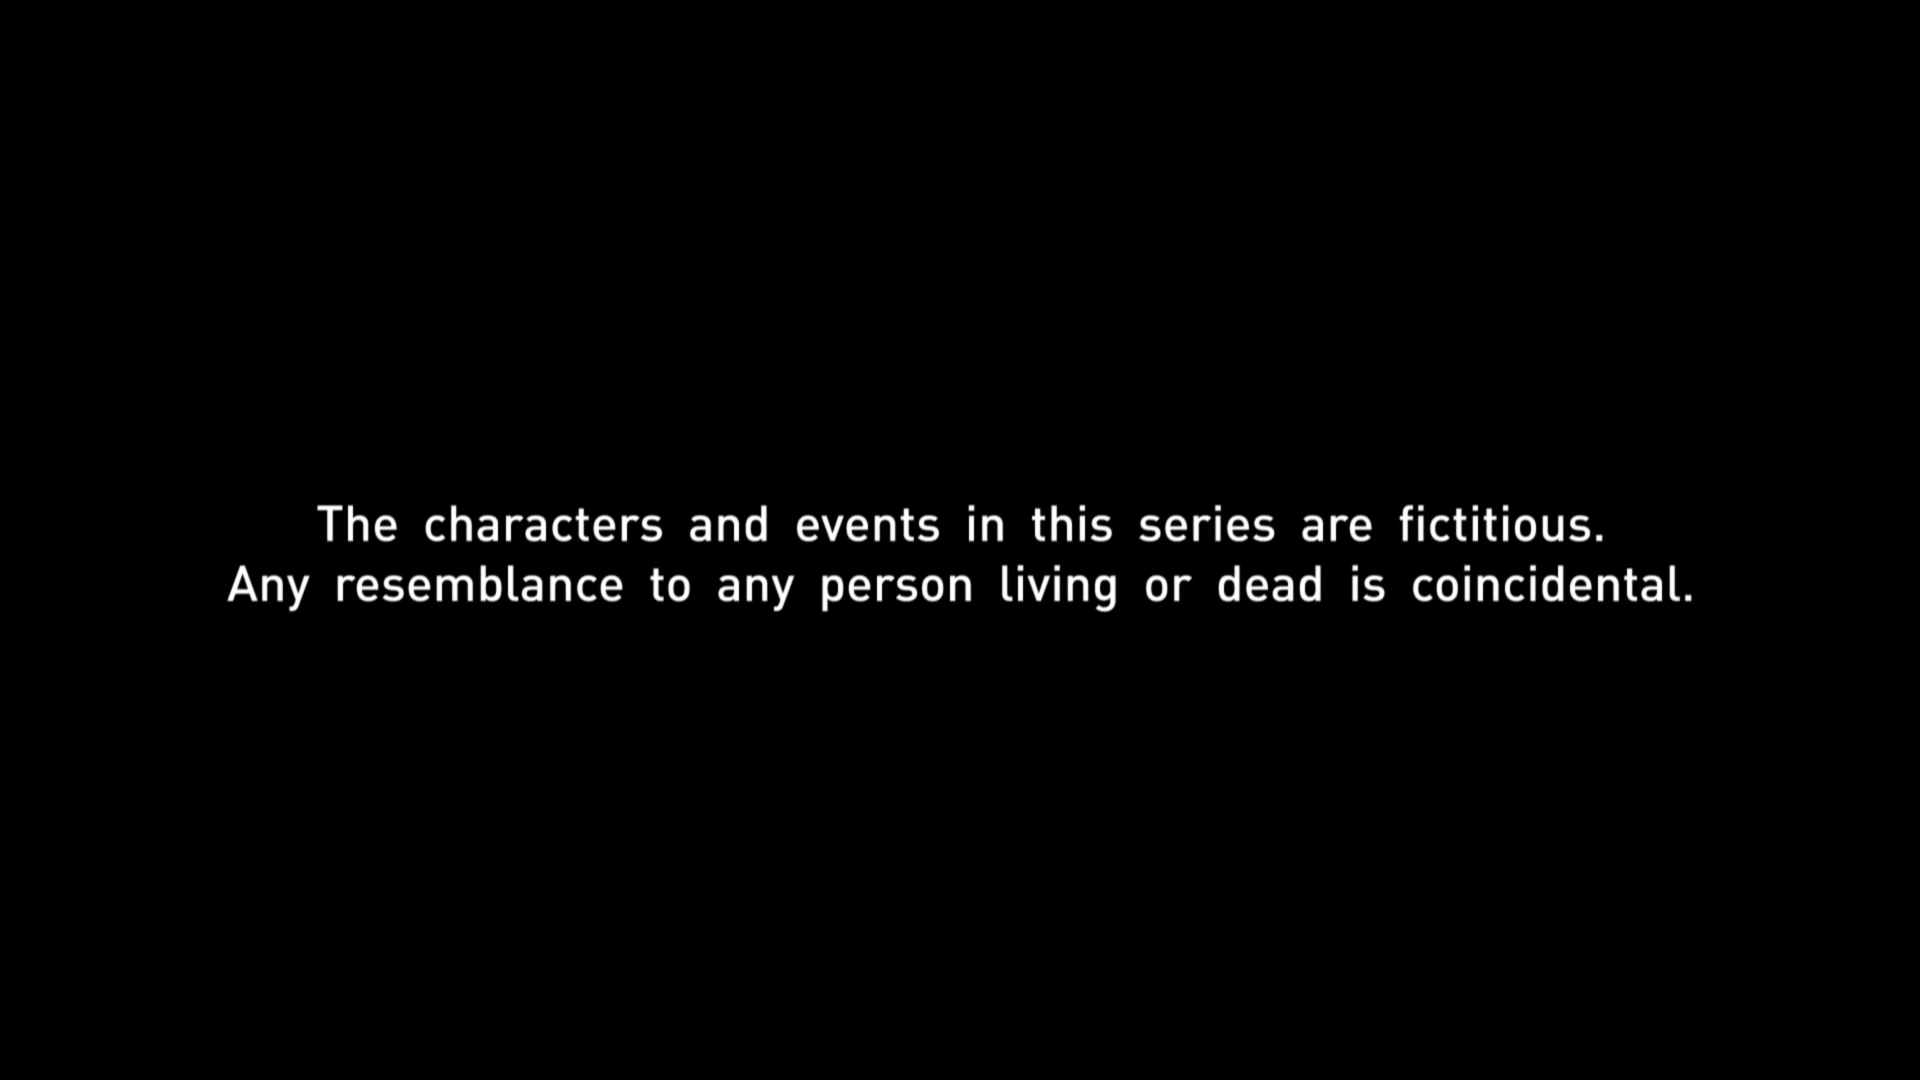 The characters and events in this series are fictitious.
Any resemblance to any person living or dead is coincidental.